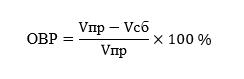 ОВР = (Vпр − Vсб) / Vпр × 100 %